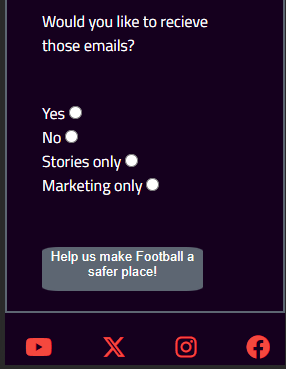 Would you like to recieve
those emails?
Yes
No
Stories only
Marketing only
Help us make Football a
safer place!